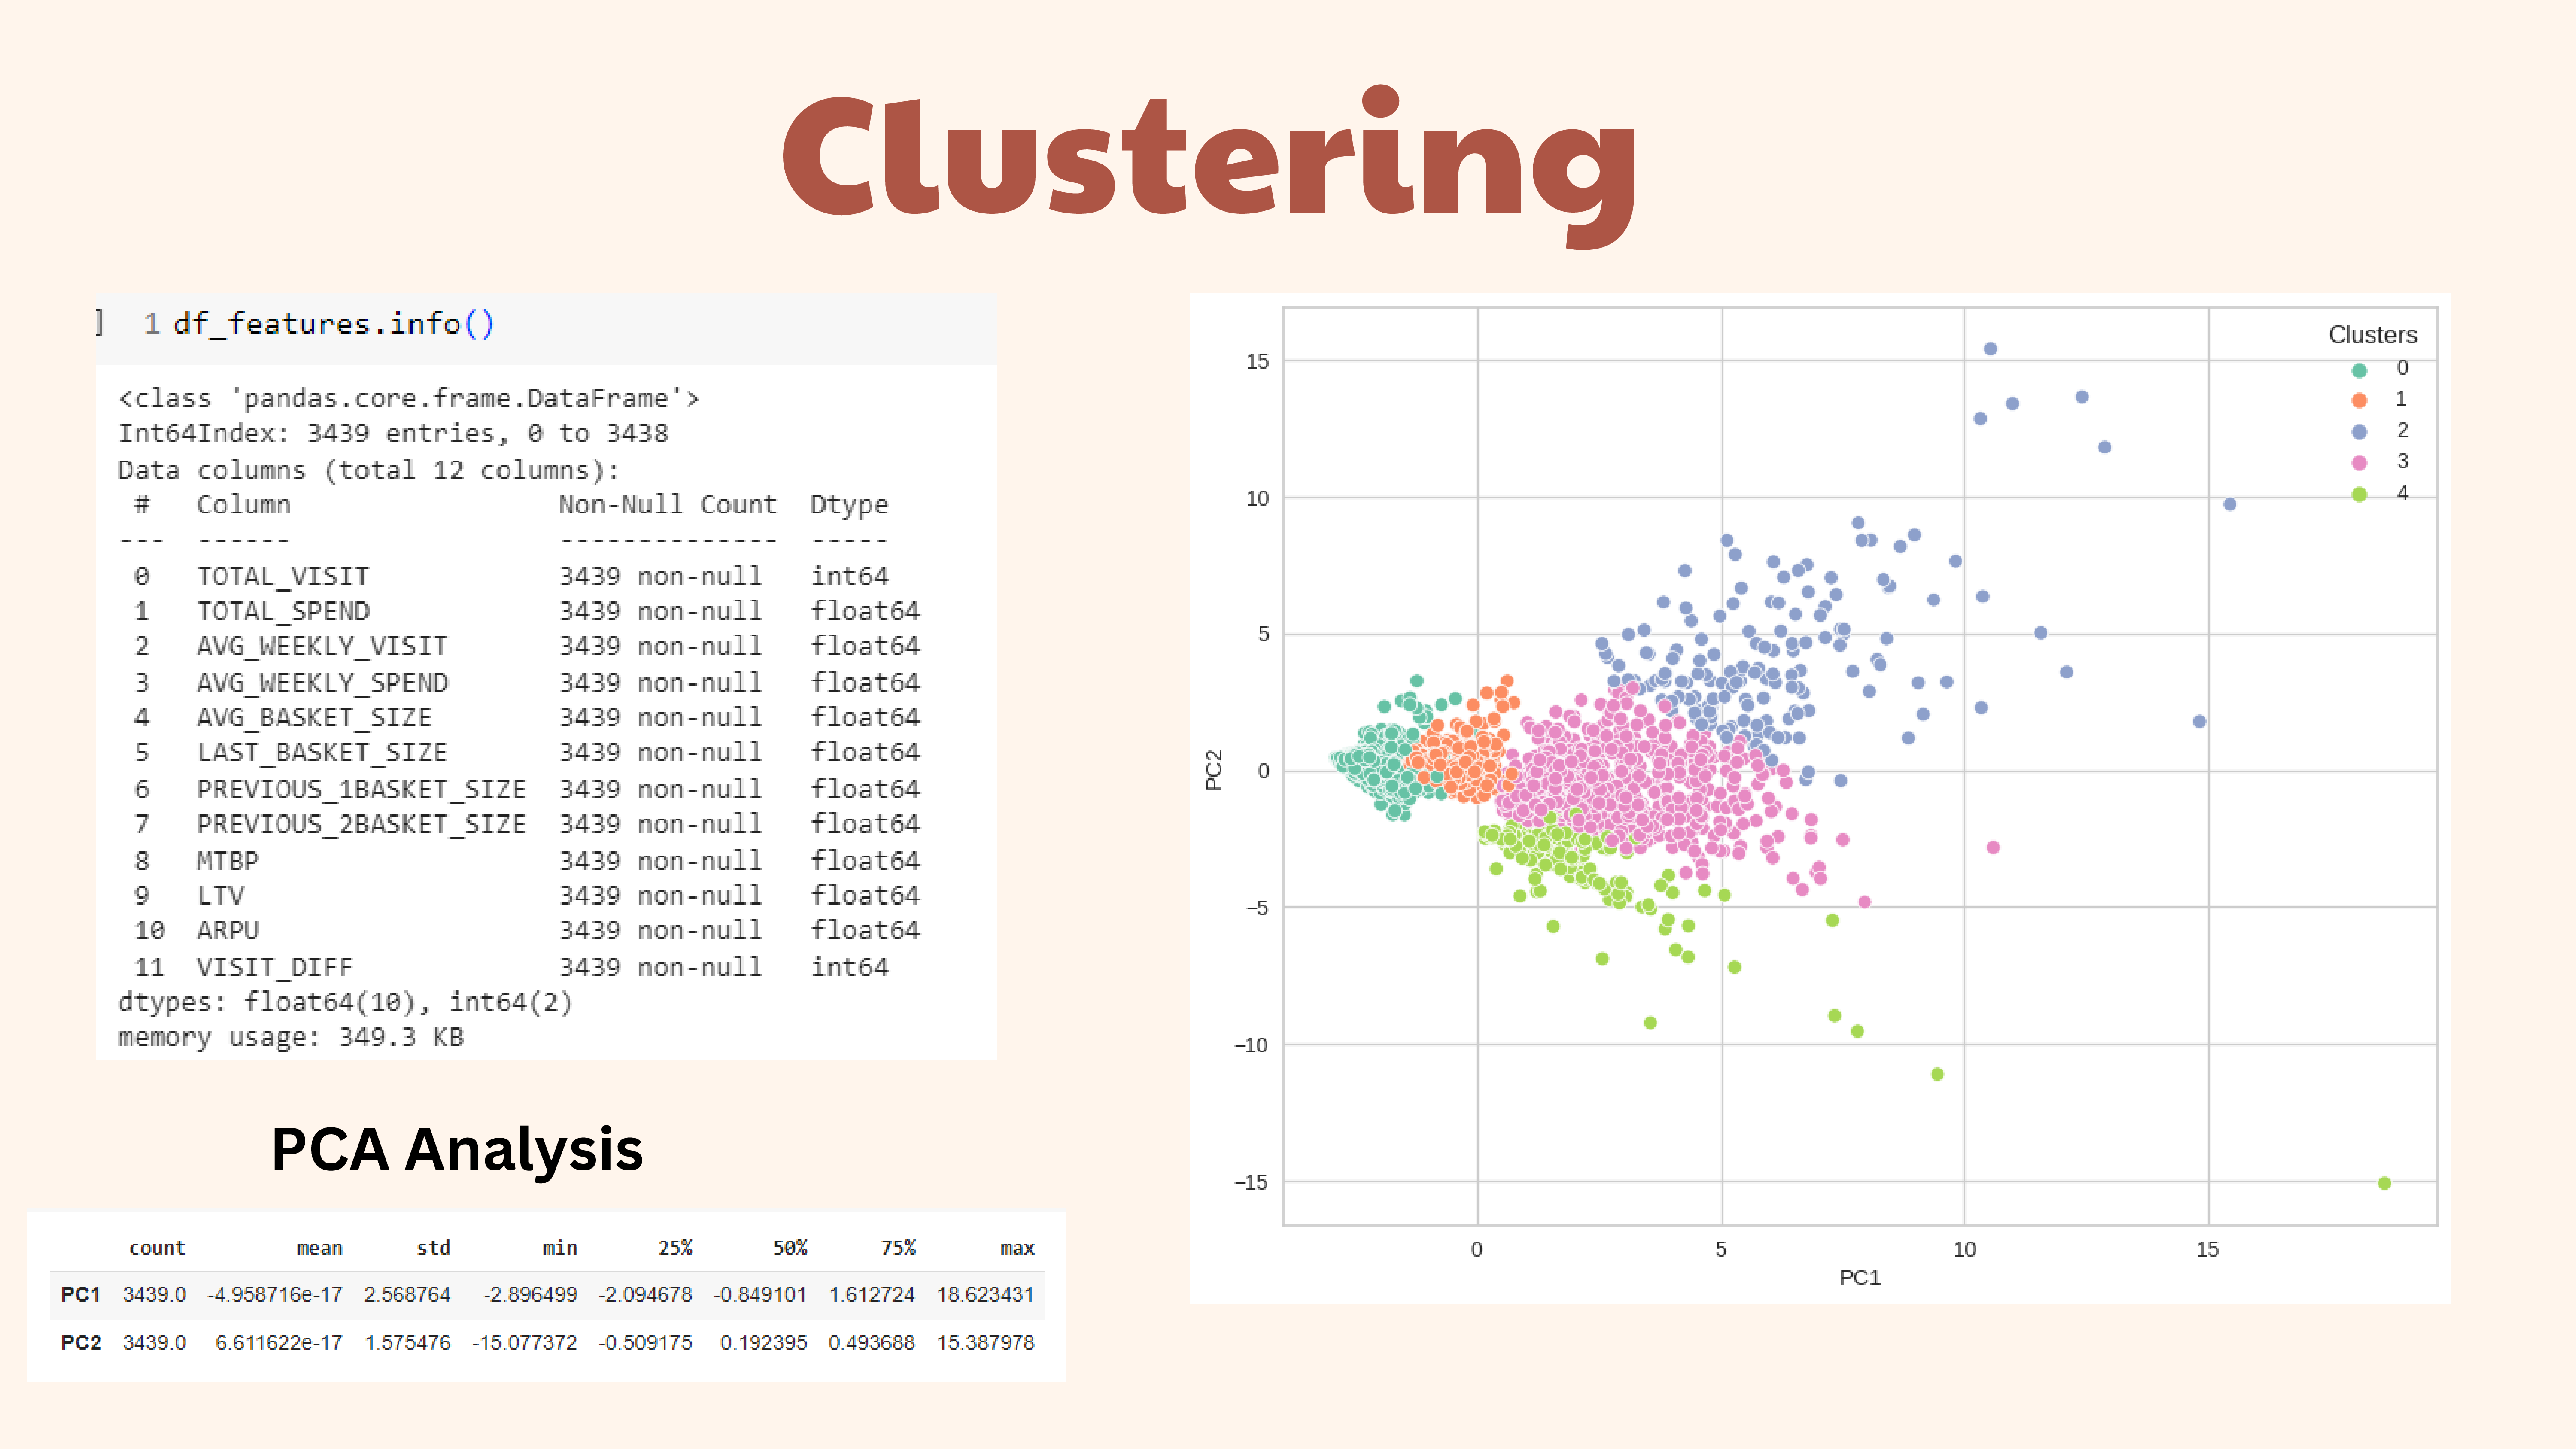 Clustering
] 1 df_features.info()
<class 'pandas.core.frame.DataFrame'>
Int64Index: 3439 entries, 0 to 3438
Data columns (total 12 columns):
# Column Non-Null Count Dtype
--- ------ -------------- -----
0 TOTAL_VISIT 3439 non-null int64
1 TOTAL_SPEND 3439 non-null float64
2 AVG_WEEKLY_VISIT 3439 non-null float64
3 AVG_WEEKLY_SPEND 3439 non-null float64
4 AVG_BASKET_SIZE 3439 non-null float64
5 LAST_BASKET_SIZE 3439 non-null float64
6 PREVIOUS_1BASKET_SIZE 3439 non-null float64
7 PREVIOUS_2BASKET_SIZE 3439 non-null float64
8 MTBP 3439 non-null float64
9 LTV 3439 non-null float64
10 ARPU 3439 non-null float64
11 VISIT_DIFF 3439 non-null int64
dtypes: float64(10), int64(2)
memory usage: 349.3 KB
PCA Analysis
count mean std min 25% 50% 75% max
PC1 3439.0 -4.958716e-17 2.568764 -2.896499 -2.094678 -0.849101 1.612724 18.623431
PC2 3439.0 6.611622e-17 1.575476 -15.077372 -0.509175 0.192395 0.493688 15.387978
Clusters
0
1
2
3
4
15
10
5
0
−5
−10
−15
PC2
0 5 10 15
PC1